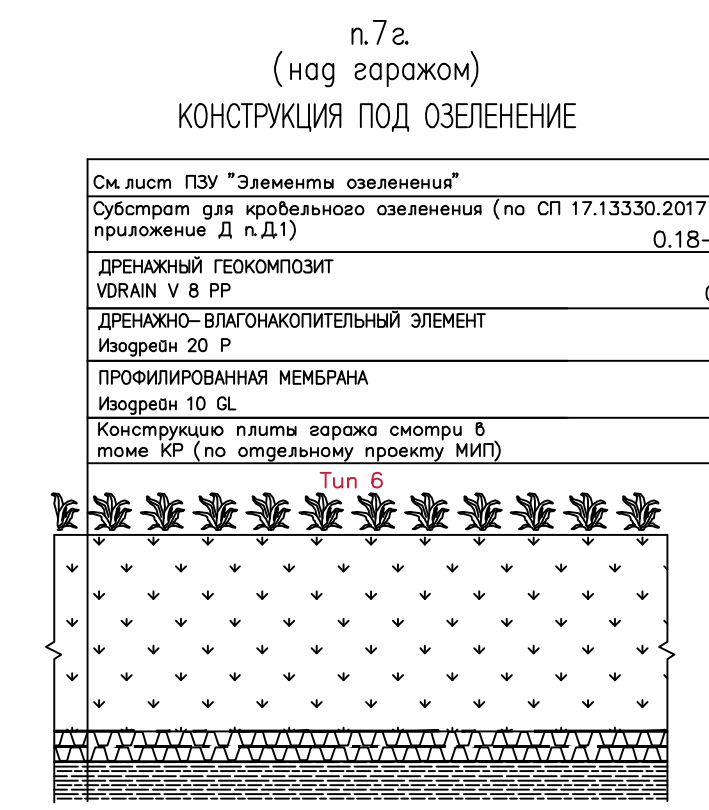 п.7г.
(над гаражом)
КОНСТРУКЦИЯ ПОД ОЗЕЛЕНЕНИЕ
См.лист ПЗУ "Элементы озеленения"
Субстрат для кровельного озеленения (по СП 17.13330.2017
приложение Д п.Д.1)
0.18-
ДРЕНАЖНЫЙ ГЕОКОМПОЗИТ
VDRAIN V 8 PP
ДРЕНАЖНО-ВЛАГОНАКОПИТЕЛЬНЫЙ ЭЛЕМЕНТ
Изодрейн 20 Р
ПРОФИЛИРОВАННАЯ МЕМБРАНА
Изодрейн 10 GL
Конструкцию плиты гаража смотри в
томе КР (по отдельному проекту МИП)
Тип 6